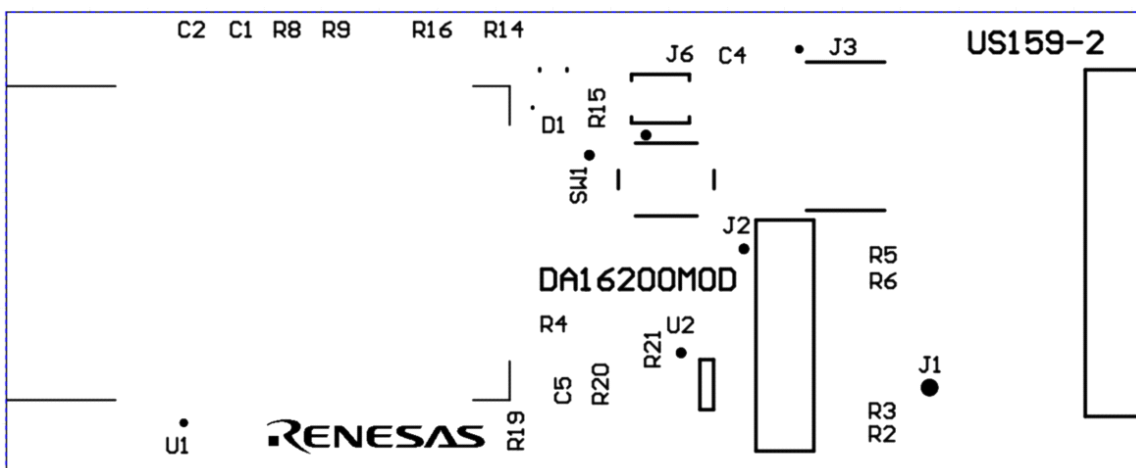 C2 C1 R8 R9 R16 R14
US159-2
J6 C4 J3
R15
D1
SW1
J2
R5
DA16200MOD
R6
R4
U2
R21
J1
C5
R20
R3
R19
RENESAS
R2
U1